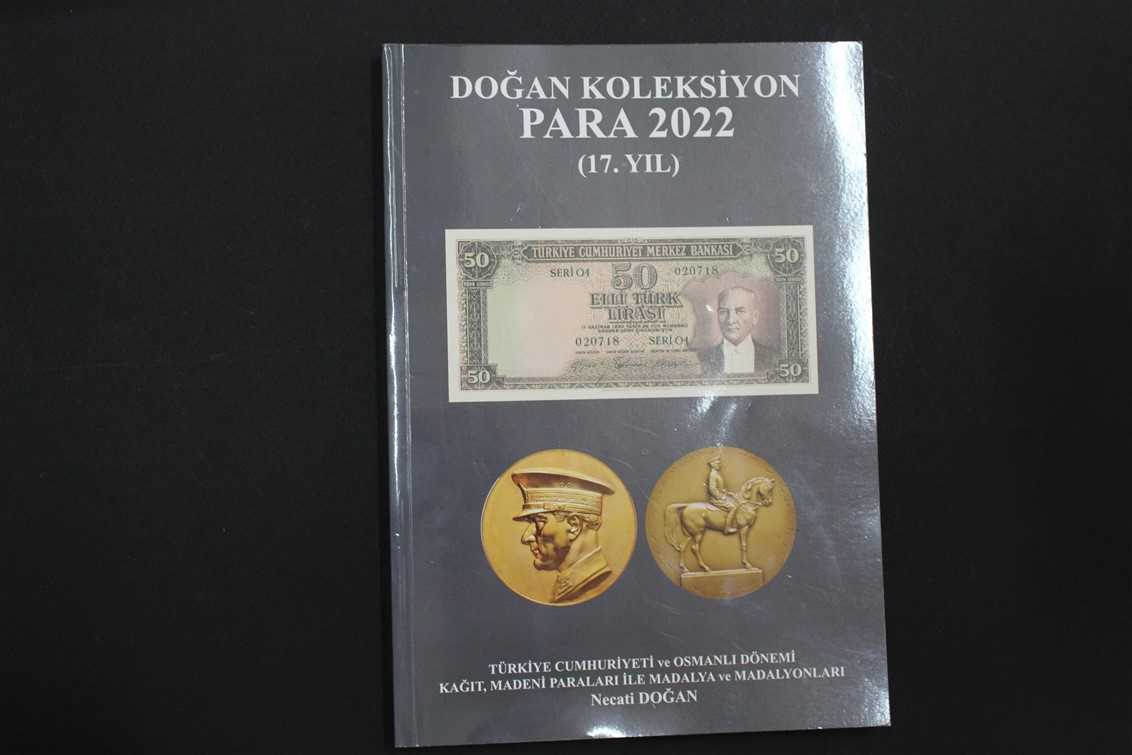 DOĞAN KOLEKSİYON
PARA 2022
(17. YIL)
50 TÜRKİYE CUMHURİYET MERKEZ BANKASI 50
SERİ O1 50 020718
ELLİ TÜRK
LİRASI
020718 SERİ O1
50 50
TÜRKİYE CUMHURİYETİ ve OSMANLI DÖNEMİ
KAĞIT, MADENİ PARALARI İLE MADALYA ve MADALYONLARI
Necati DOĞAN